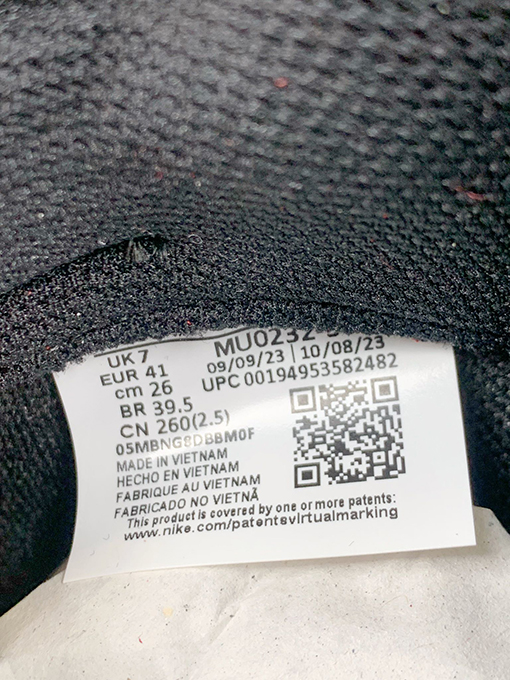 UK 7
EUR 41
cm 26
BR 39.5
CN 260(2.5)
05MBNG8DBBM0F
MADE IN VIETNAM
HECHO EN VIETNAM
FABRIQUE AU VIETNAM
FABRICADO NO VIETNÃ
MU0232
09/09/23 | 10/08/23
UPC 00194953582482
This product is covered by one or more patents:
www.nike.com/patentsvirtualmarking